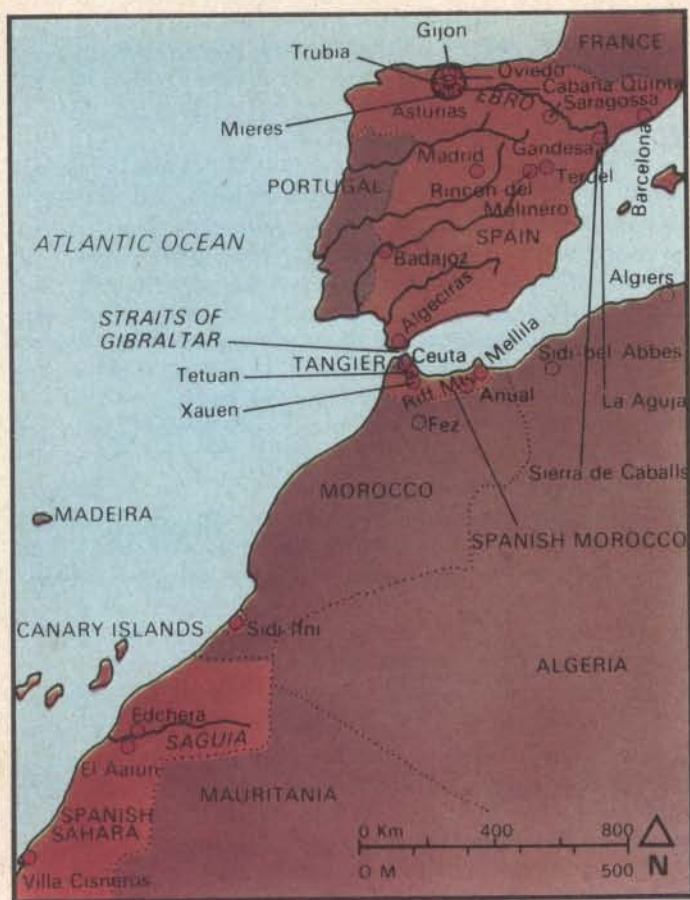 Gijon
Trubia
FRANCE
Oviedo
Cabaña Quinta
Asturias
EBRO
Saragossa
Mieres
Madrid
Gandesa
Barcelona
PORTUGAL
Rincon del
Molinero
Teruel
ATLANTIC OCEAN
SPAIN
Badajoz
Algiers
STRAITS OF
GIBRALTAR
Algeciras
TANGIER
Ceuta
Mellila
Sidi-bel Abbes
Tetuan
Riff Mts
Anual
La Aguja
Xauen
Fez
Sierra de Caballs
MOROCCO
MADEIRA
SPANISH MOROCCO
CANARY ISLANDS
Sidi-Ifni
ALGERIA
Edchera
SAGUIA
El Aaiun
MAURITANIA
SPANISH
SAHARA
0 Km 400 800
0 M 500
N
Villa Cisneros